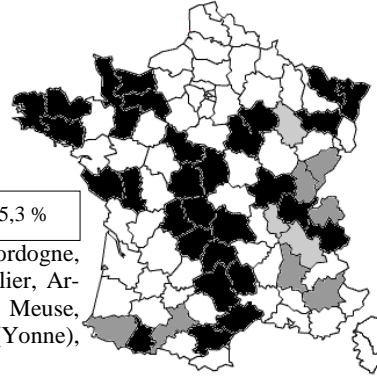 5,3 %
ordogne,
lier, Ar-
Meuse,
(Yonne),